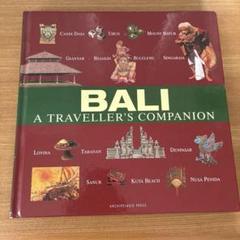 CANDI DASA UBUD MOUNT BATUR
GIANYAR BESAKIH BULELENG SINGARAJA
BALI
A TRAVELLER'S COMPANION
LOVINA TABANAN DENPASAR
SANUR KUTA BEACH NUSA PENIDA
ARCHIPELAGO PRESS